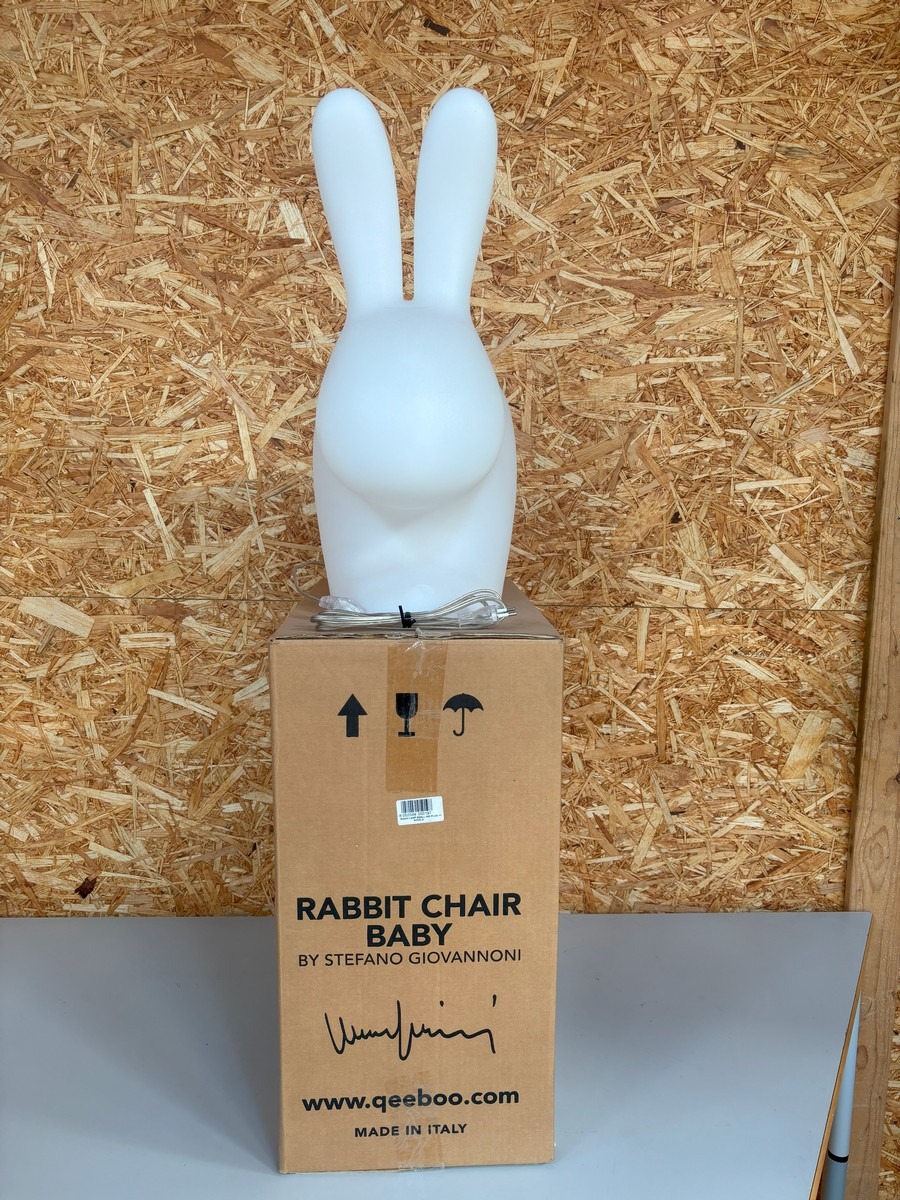 RABBIT CHAIR
BABY
BY STEFANO GIOVANNONI
www.qeeboo.com
MADE IN ITALY